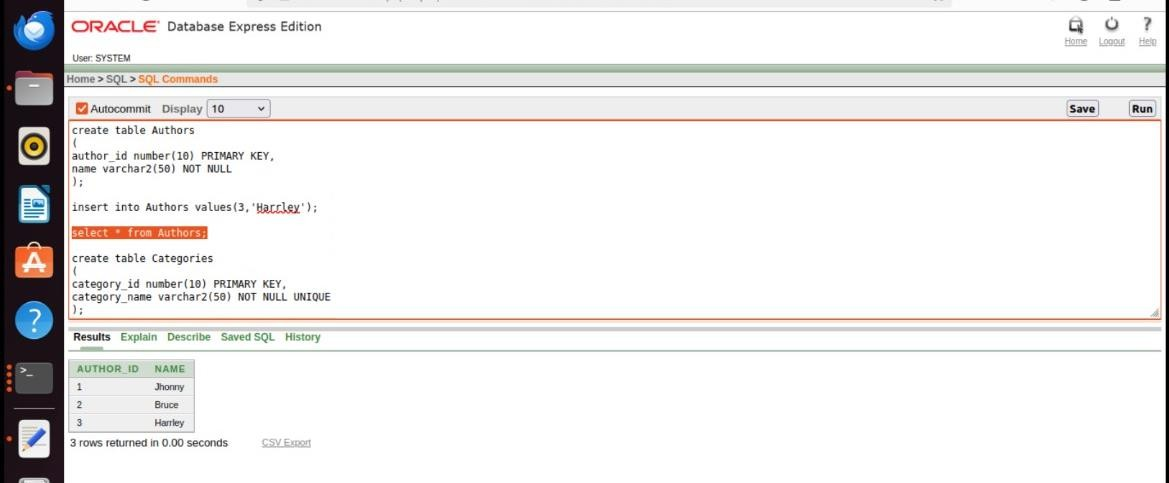 ORACLE® Database Express Edition
Home Logout Help
User: SYSTEM
Home > SQL > SQL Commands
Autocommit Display 10 Save Run
create table Authors
(
author_id number(10) PRIMARY KEY,
name varchar2(50) NOT NULL
);
insert into Authors values(3,'Harrley');
select * from Authors;
create table Categories
(
category_id number(10) PRIMARY KEY,
category_name varchar2(50) NOT NULL UNIQUE
);
Results Explain Describe Saved SQL History
AUTHOR_ID NAME
1 Jhonny
2 Bruce
3 Harrley
3 rows returned in 0.00 seconds CSV Export